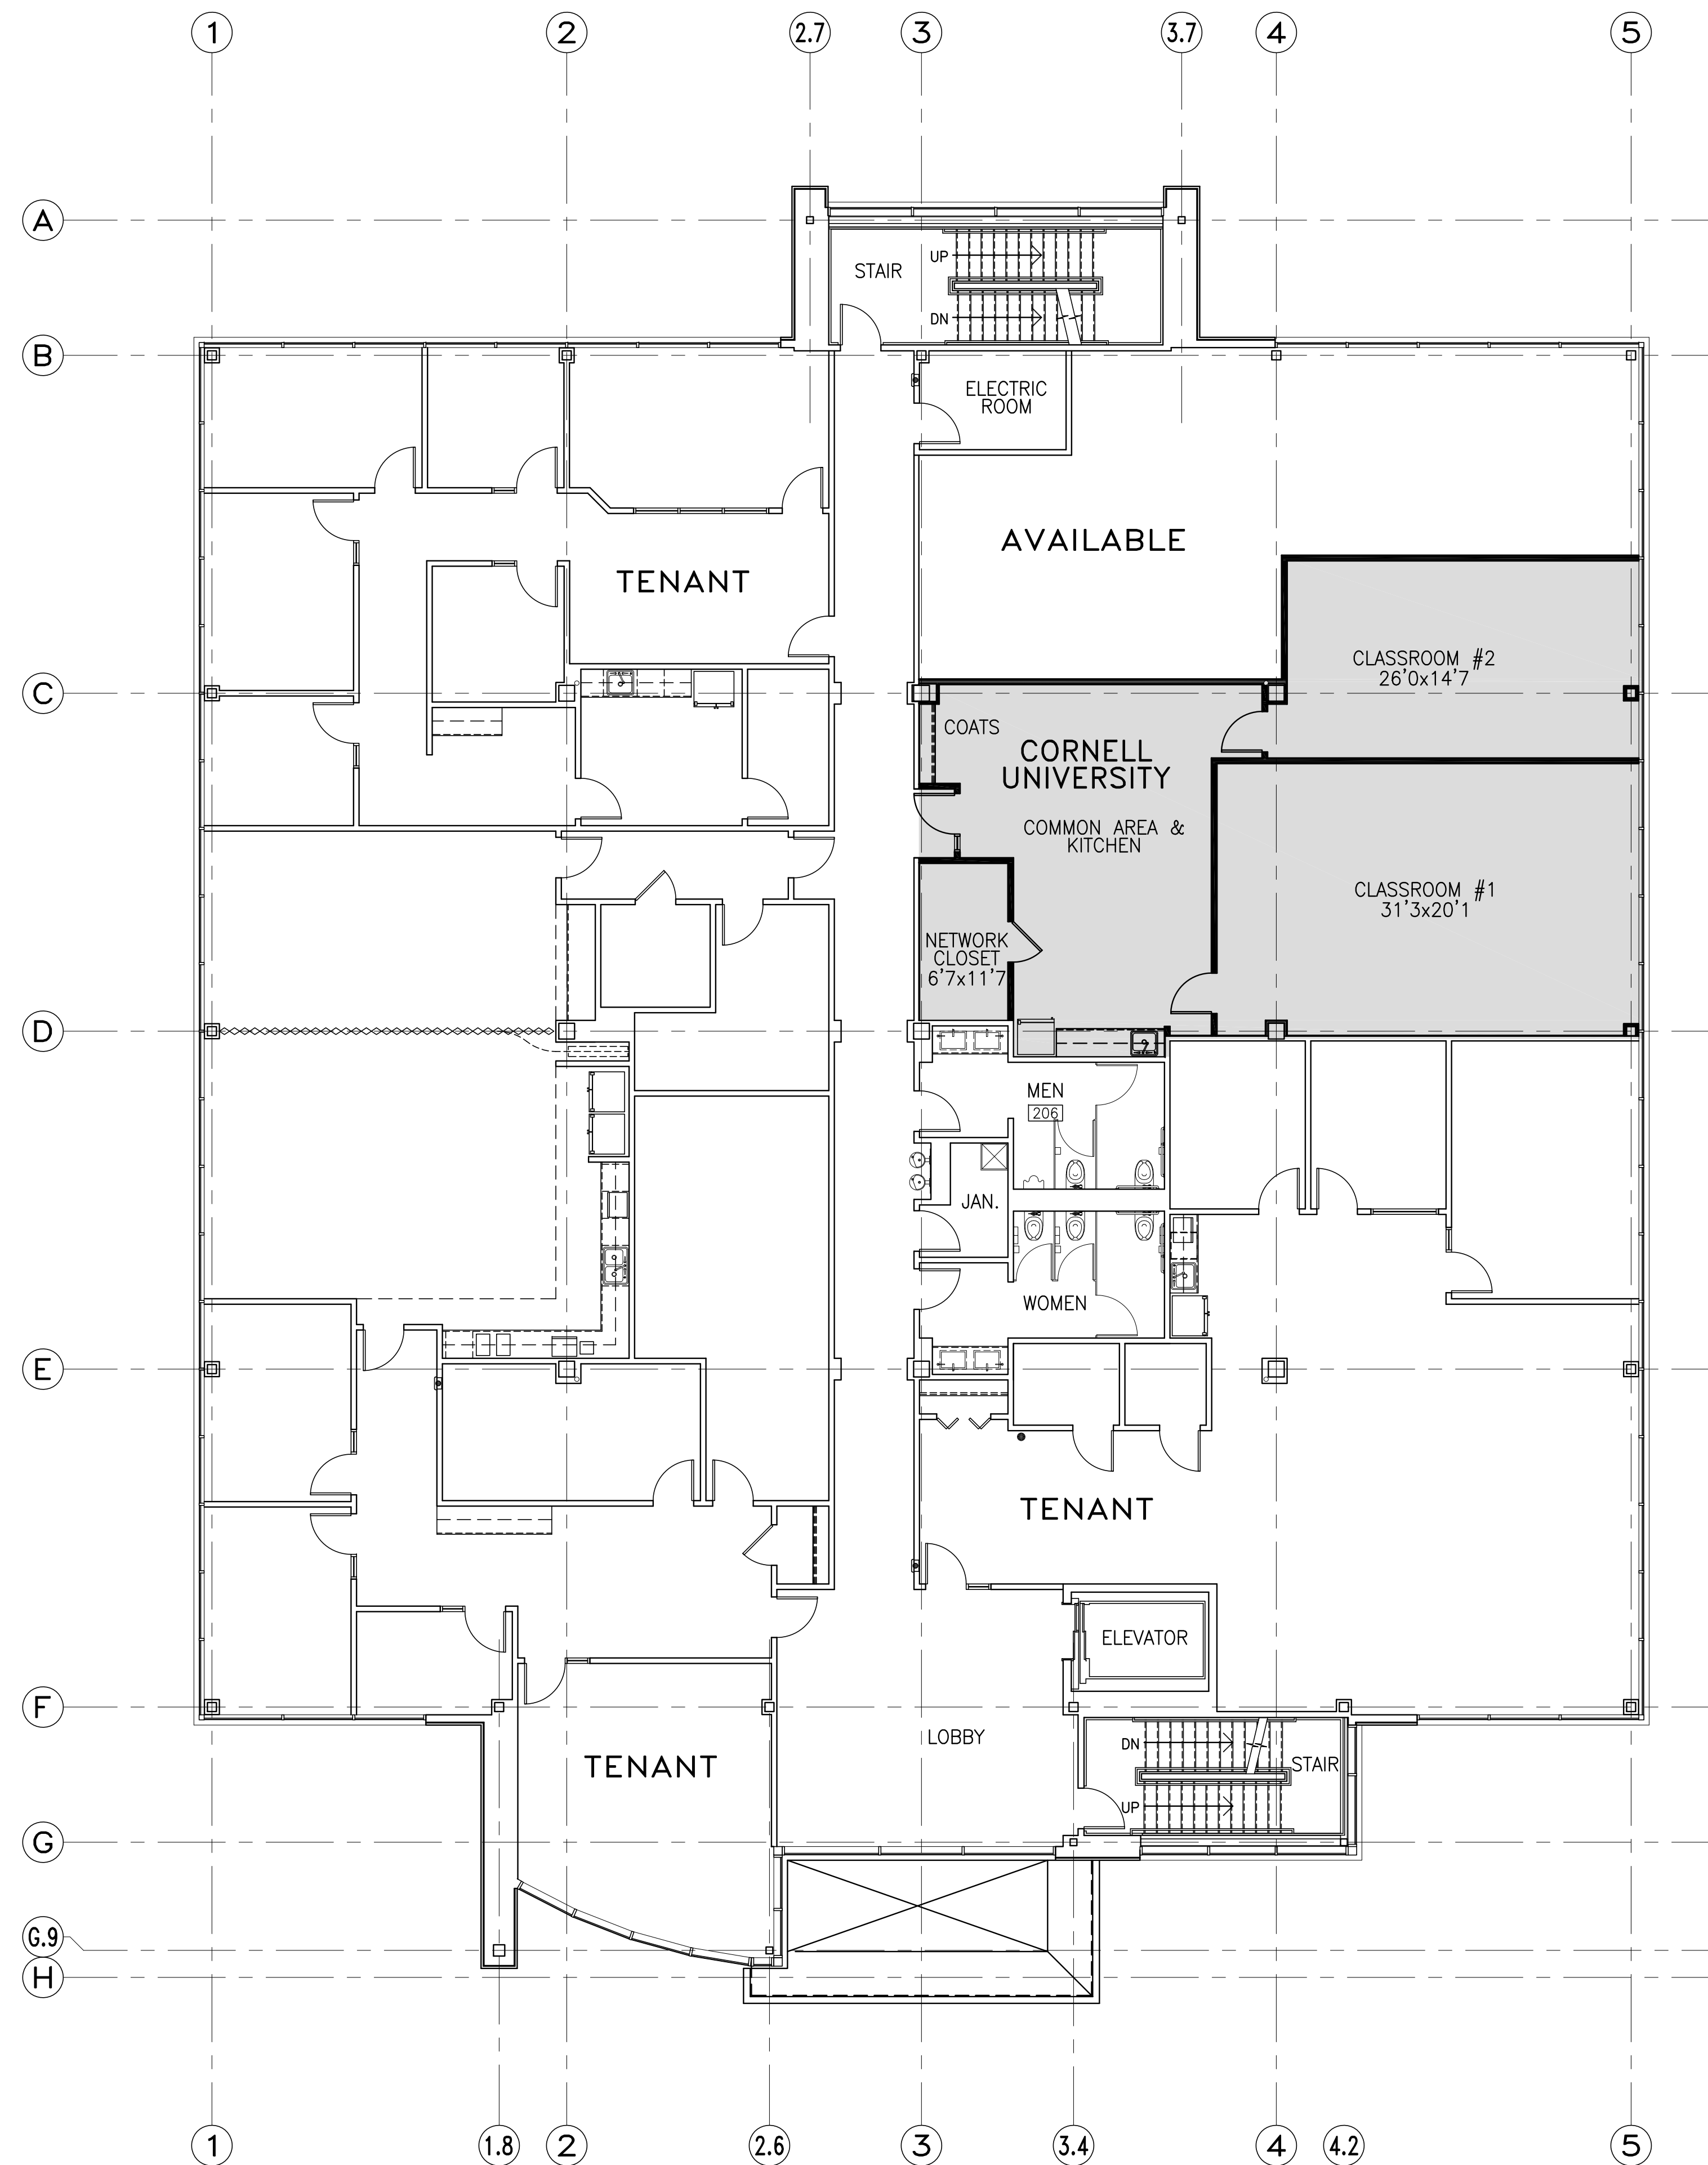 1
2
2.7
3
3.7
4
5
A
STAIR
UP
DN
B
ELECTRIC
ROOM
AVAILABLE
TENANT
CLASSROOM #2
26'0x14'7
C
COATS
CORNELL
UNIVERSITY
COMMON AREA &
KITCHEN
CLASSROOM #1
31'3x20'1
NETWORK
CLOSET
6'7x11'7
D
MEN
206
JAN.
WOMEN
E
TENANT
ELEVATOR
F
LOBBY
DN
STAIR
TENANT
UP
G
G.9
H
1
1.8
2
2.6
3
3.4
4
4.2
5